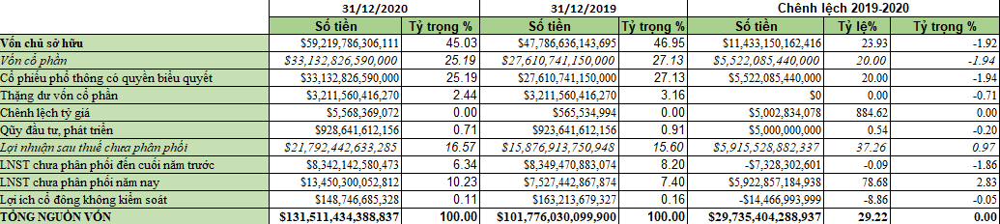 31/12/2020 31/12/2019 Chênh lệch 2019-2020
Số tiền Tỷ trọng % Số tiền Tỷ trọng % Số tiền Tỷ lệ% Tỷ trọng %
Vốn chủ sở hữu $59,219,786,306,111 45.03 $47,786,636,143,695 46.95 $11,433,150,162,416 23.93 -1.92
Vốn cổ phần $33,132,826,590,000 25.19 $27,610,741,150,000 27.13 $5,522,085,440,000 20.00 -1.94
Cổ phiếu phổ thông có quyền biểu quyết $33,132,826,590,000 25.19 $27,610,741,150,000 27.13 $5,522,085,440,000 20.00 -1.94
Thặng dư vốn cổ phần $3,211,560,416,270 2.44 $3,211,560,416,270 3.16 $0 0.00 -0.71
Chênh lệch tỷ giá $5,568,369,072 0.00 $565,534,994 0.00 $5,002,834,078 884.62 0.00
Qũy đầu tư, phát triển $928,641,612,156 0.71 $923,641,612,156 0.91 $5,000,000,000 0.54 -0.20
Lợi nhuận sau thuế chưa phân phối $21,792,442,633,285 16.57 $15,876,913,750,948 15.60 $5,915,528,882,337 37.26 0.97
LNST chưa phân phối đến cuối năm trước $8,342,142,580,473 6.34 $8,349,470,883,074 8.20 -$7,328,302,601 -0.09 -1.86
LNST chưa phân phối năm nay $13,450,300,052,812 10.23 $7,527,442,867,874 7.40 $5,922,857,184,938 78.68 2.83
Lợi ích cổ đông không kiểm soát $148,746,685,328 0.11 $163,213,679,327 0.16 -$14,466,993,999 -8.86 -0.05
TỔNG NGUỒN VỐN $131,511,434,388,837 100.00 $101,776,030,099,900 100.00 $29,735,404,288,937 29.22 0.00